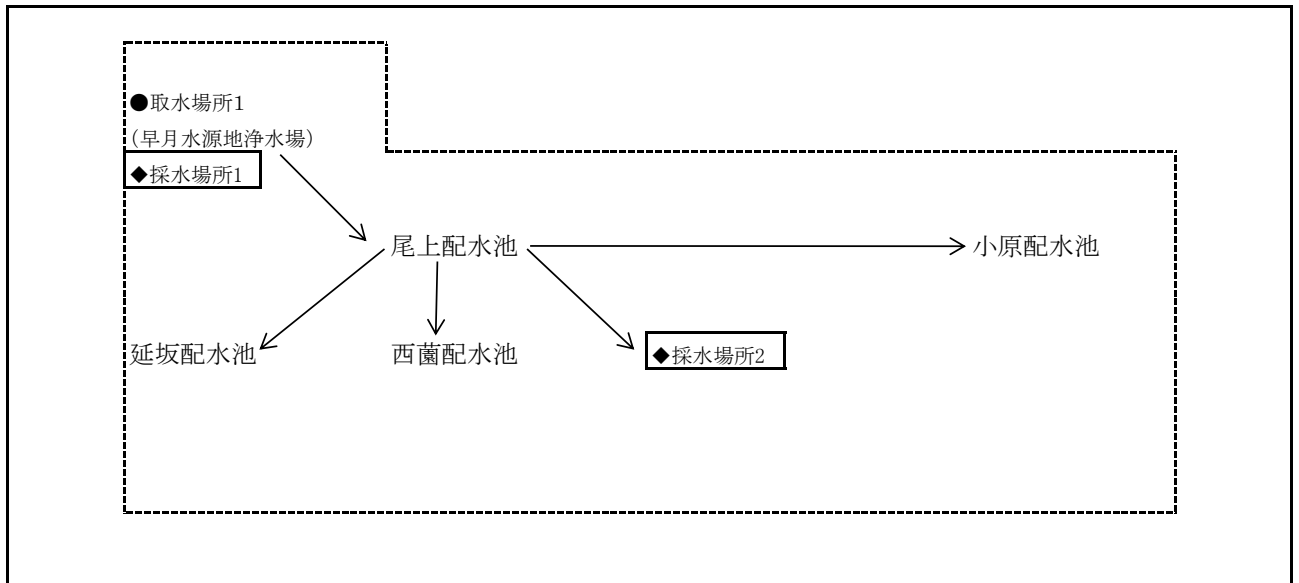 ●取水場所1
(早月水源地浄水場)
◆採水場所1
尾上配水池
小原配水池
延坂配水池
西薗配水池
◆採水場所2